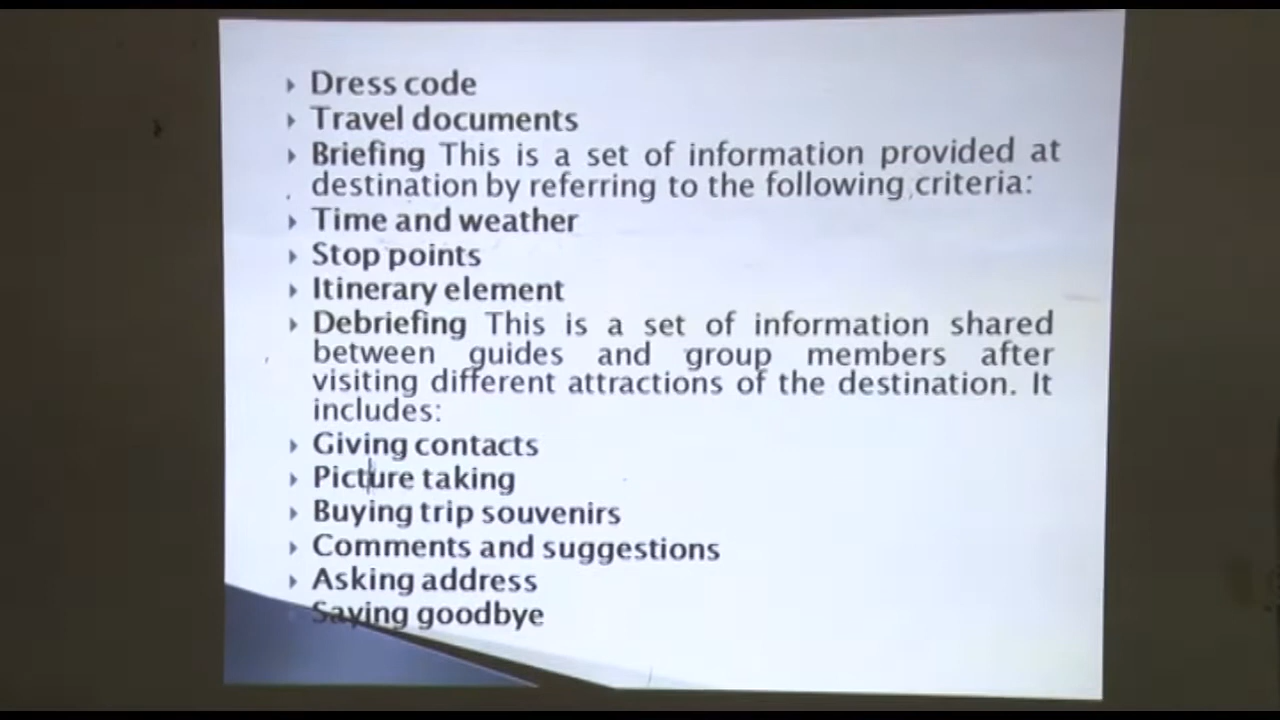 Dress code
Travel documents
Briefing This is a set of information provided at
destination by referring to the following criteria:
Time and weather
Stop points
Itinerary element
Debriefing This is a set of information shared
between guides and group members after
visiting different attractions of the destination. It
includes:
Giving contacts
Picture taking
Buying trip souvenirs
Comments and suggestions
Asking address
Saying goodbye